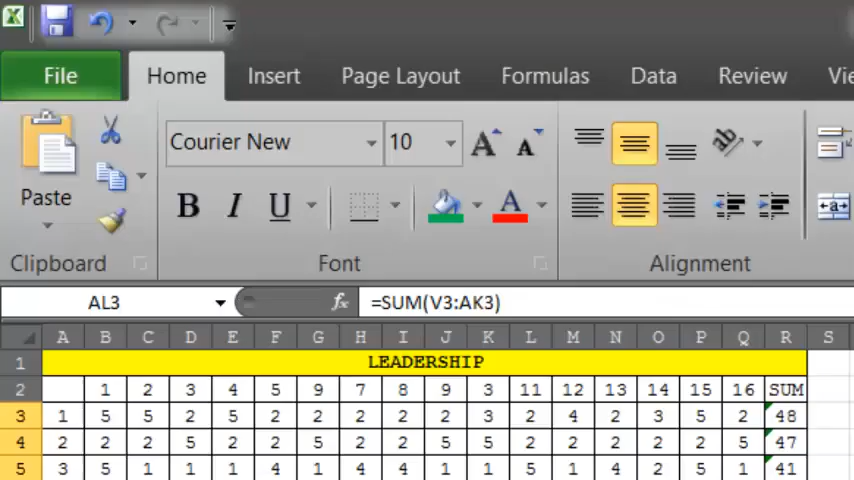 File Home Insert Page Layout Formulas Data Review Vie
Courier New 10 A A
Paste B I U A
Clipboard Font Alignment
AL3 fx =SUM(V3:AK3)
A B C D E F G H I J K L M N O P Q R S
1 LEADERSHIP
2 1 2 3 4 5 9 7 8 9 3 11 12 13 14 15 16 SUM
3 1 5 5 2 5 2 2 2 2 2 3 2 4 2 3 5 2 48
4 2 2 2 5 2 2 5 2 2 5 5 2 2 2 2 2 5 47
5 3 5 1 1 1 4 1 4 4 1 1 5 1 4 2 5 1 41